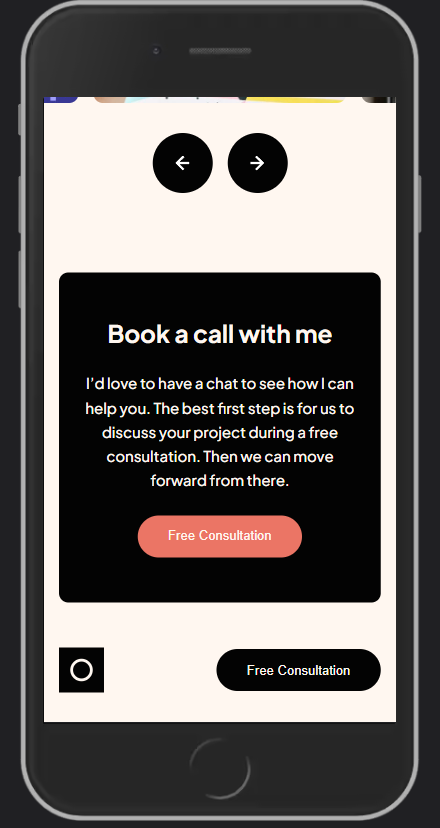 Book a call with me
I’d love to have a chat to see how I can
help you. The best first step is for us to
discuss your project during a free
consultation. Then we can move
forward from there.
Free Consultation
Free Consultation